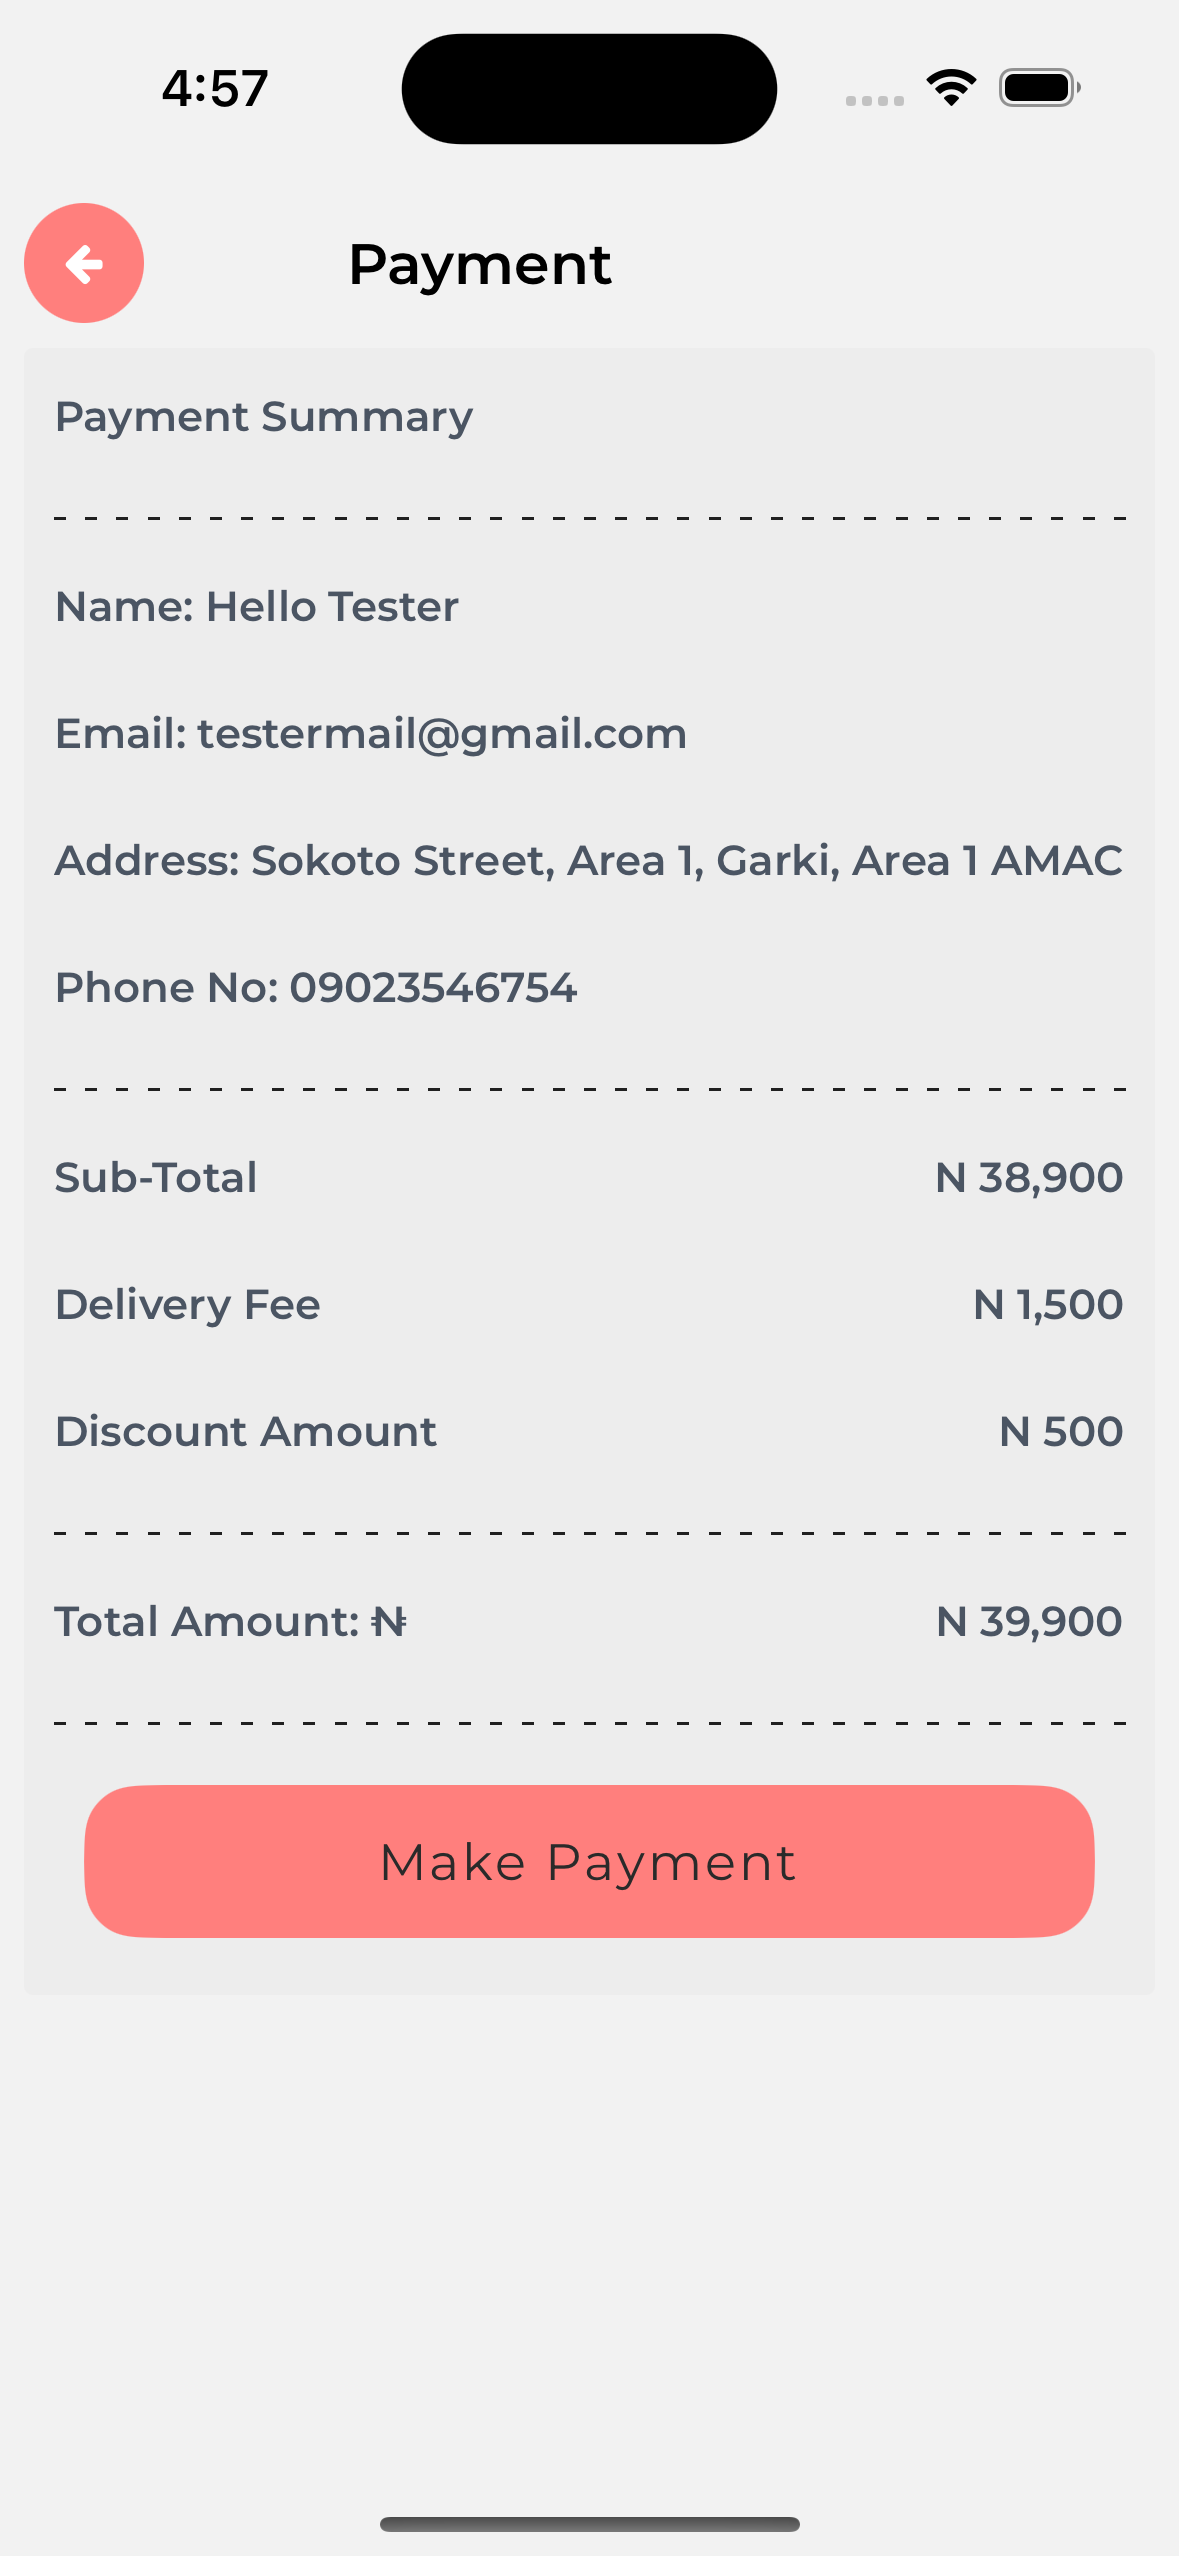 4:57
Payment
Payment Summary
Name: Hello Tester
Email: testermail@gmail.com
Address: Sokoto Street, Area 1, Garki, Area 1 AMAC
Phone No: 09023546754
Sub-Total N 38,900
Delivery Fee N 1,500
Discount Amount N 500
Total Amount: ₦ N 39,900
Make Payment